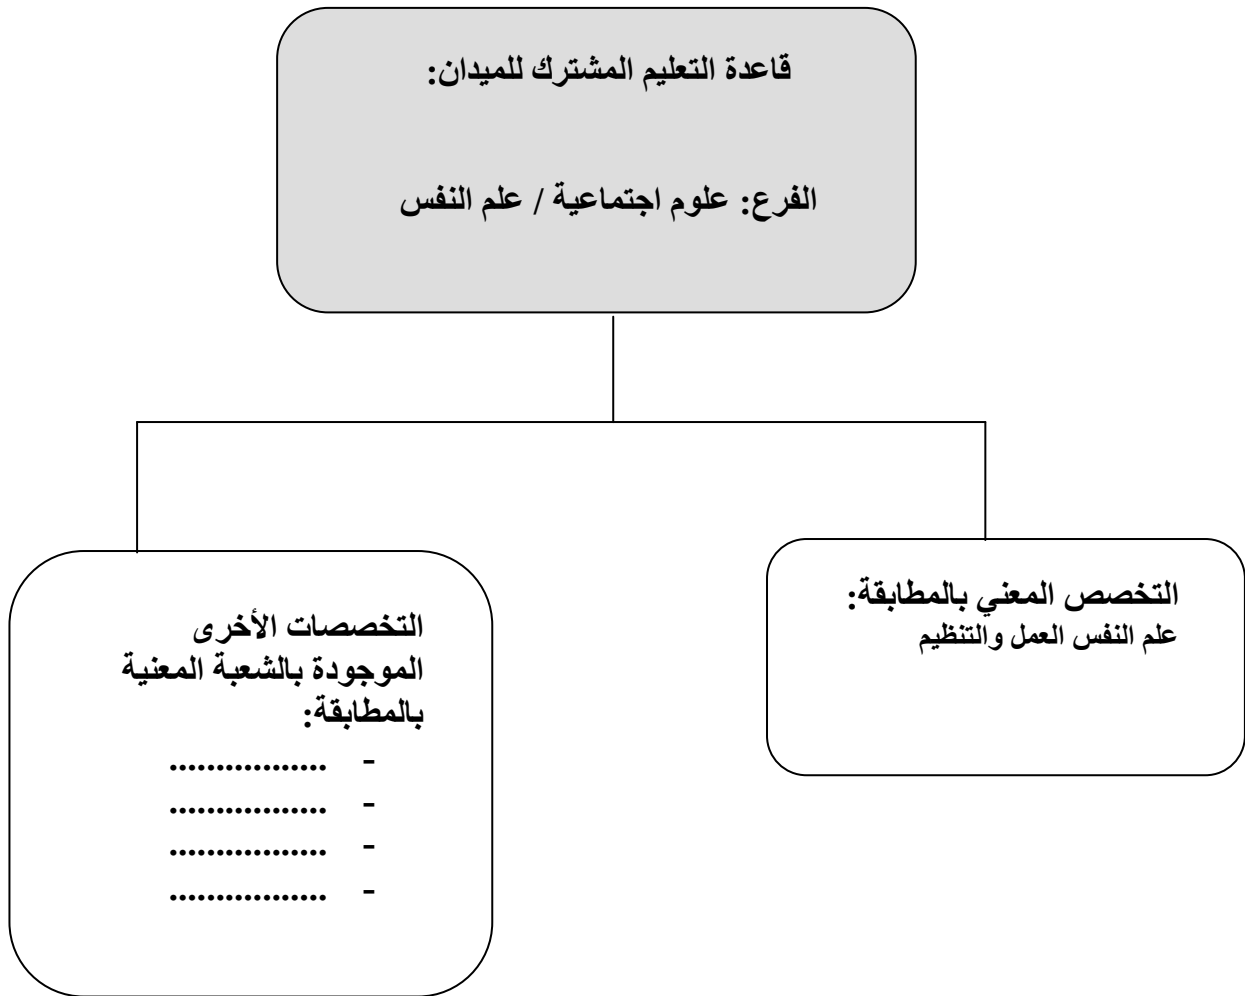 قاعدة التعليم المشترك للميدان:
الفرع: علوم اجتماعية / علم النفس
التخصص المعني بالمطابقة:
علم النفس العمل والتنظيم
التخصصات الأخرى
الموجودة بالشعبة المعنية
بالمطابقة:
- .................
- .................
- .................
- .................